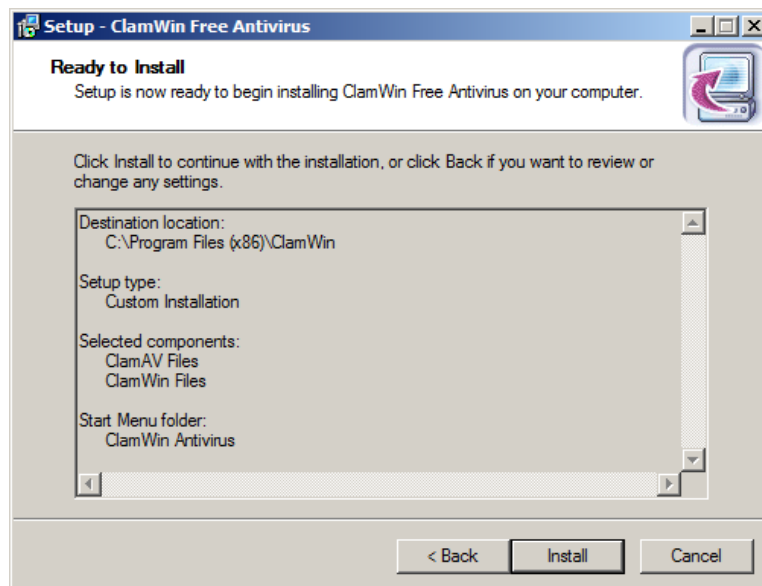 Setup - ClamWin Free Antivirus
Ready to Install
Setup is now ready to begin installing ClamWin Free Antivirus on your computer.
Click Install to continue with the installation, or click Back if you want to review or
change any settings.
Destination location:
C:\Program Files (x86)\ClamWin
Setup type:
Custom Installation
Selected components:
ClamAV Files
ClamWin Files
Start Menu folder:
ClamWin Antivirus
< Back
Install
Cancel